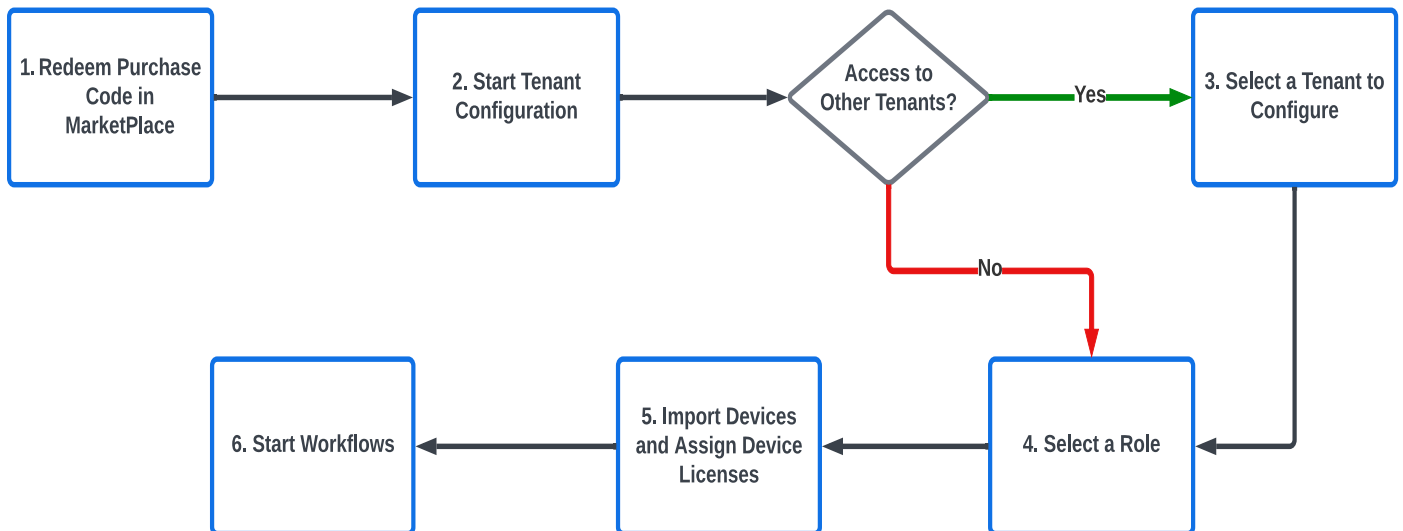 1. Redeem Purchase
Code in
MarketPlace
2. Start Tenant
Configuration
Access to
Other Tenants?
Yes
3. Select a Tenant to
Configure
No
4. Select a Role
5. Import Devices
and Assign Device
Licenses
6. Start Workflows